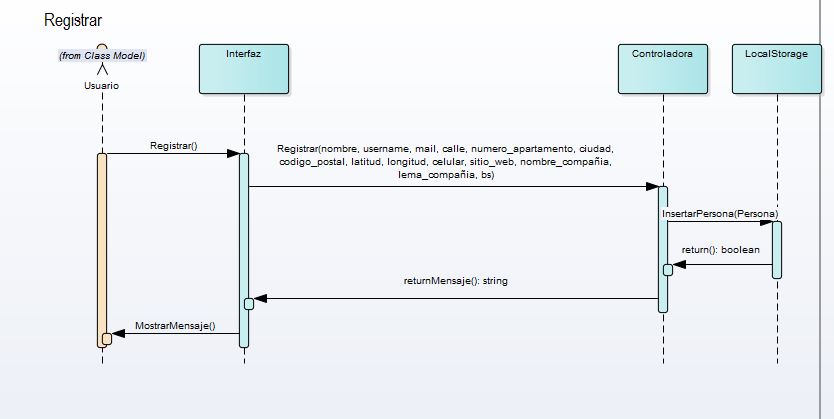 Registrar
(from Class Model)
Usuario
Interfaz
Controladora
LocalStorage
Registrar()
Registrar(nombre, username, mail, calle, numero_apartamento, ciudad,
codigo_postal, latitud, longitud, celular, sitio_web, nombre_compañia,
lema_compañia, bs)
InsertarPersona(Persona)
return(): boolean
returnMensaje(): string
MostrarMensaje()